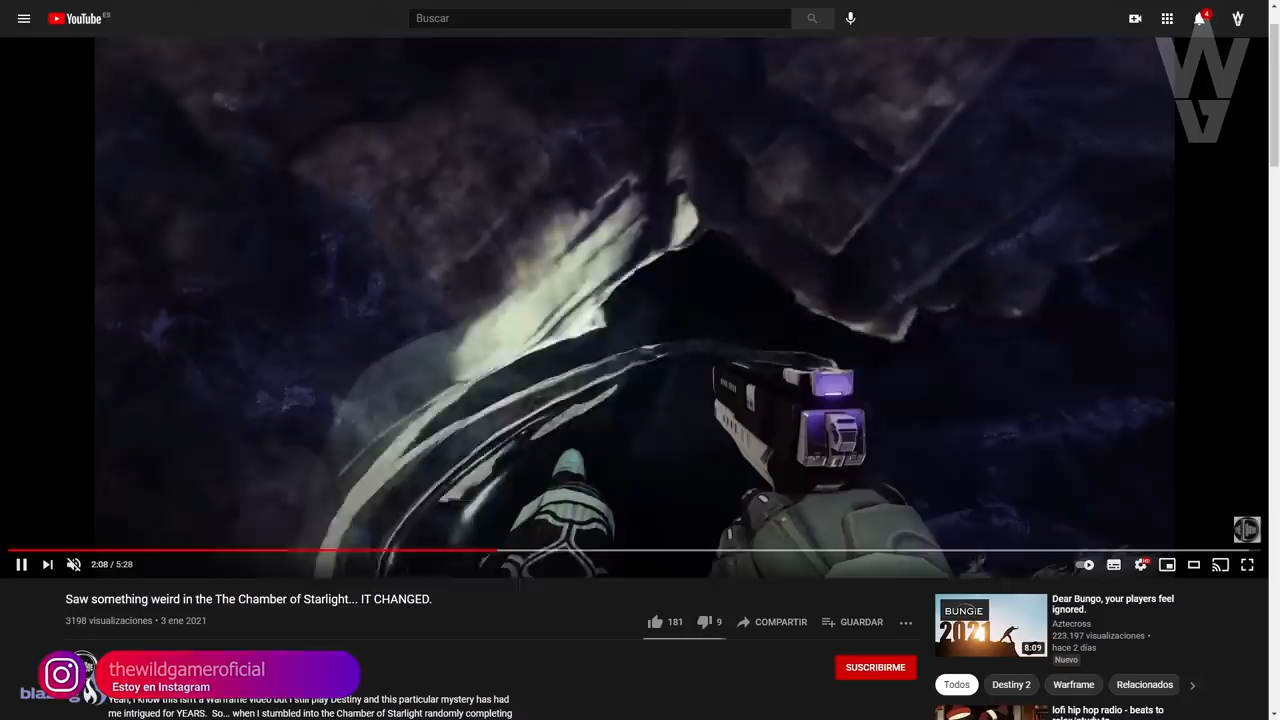 YouTube ES
Buscar
4
W
G
2:08 / 5:28
HD
Saw something weird in the The Chamber of Starlight... IT CHANGED.
3198 visualizaciones • 3 ene 2021
181
9
COMPARTIR
GUARDAR
SUSCRIBIRME
thewildgameroficial
Estoy en Instagram
Yeah, I know this isn't a Warframe video but I still play Destiny and this particular mystery has had
me intrigued for YEARS. So... when I stumbled into the Chamber of Starlight randomly completing
BUNGIE
2021
8:09
Dear Bungo, your players feel
ignored.
Aztecross
223.197 visualizaciones •
hace 2 días
Nuevo
Todos
Destiny 2
Warframe
Relacionados
lofi hip hop radio - beats to